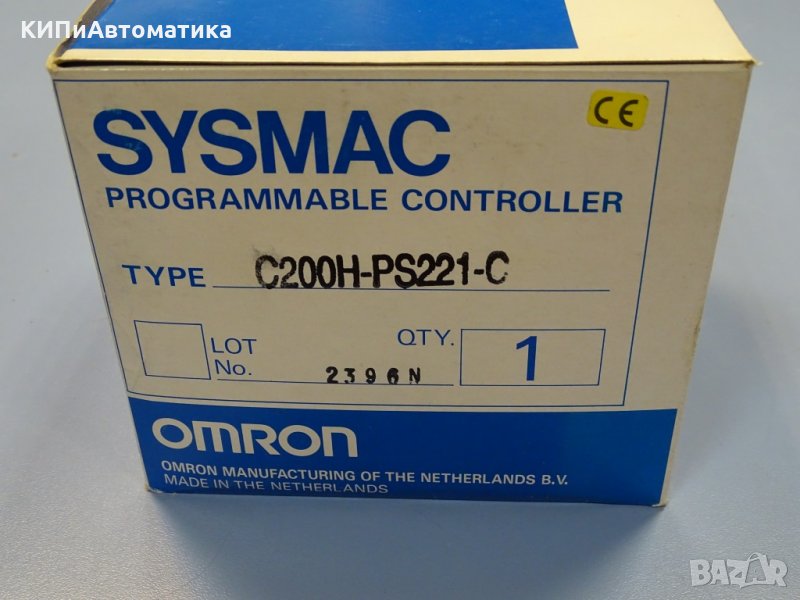 КИПиАвтоматика
CE
SYSMAC
PROGRAMMABLE CONTROLLER
TYPE C200H-PS221-C
LOT No. 2396N
QTY. 1
OMRON
OMRON MANUFACTURING OF THE NETHERLANDS B.V.
MADE IN THE NETHERLANDS
BAZAR